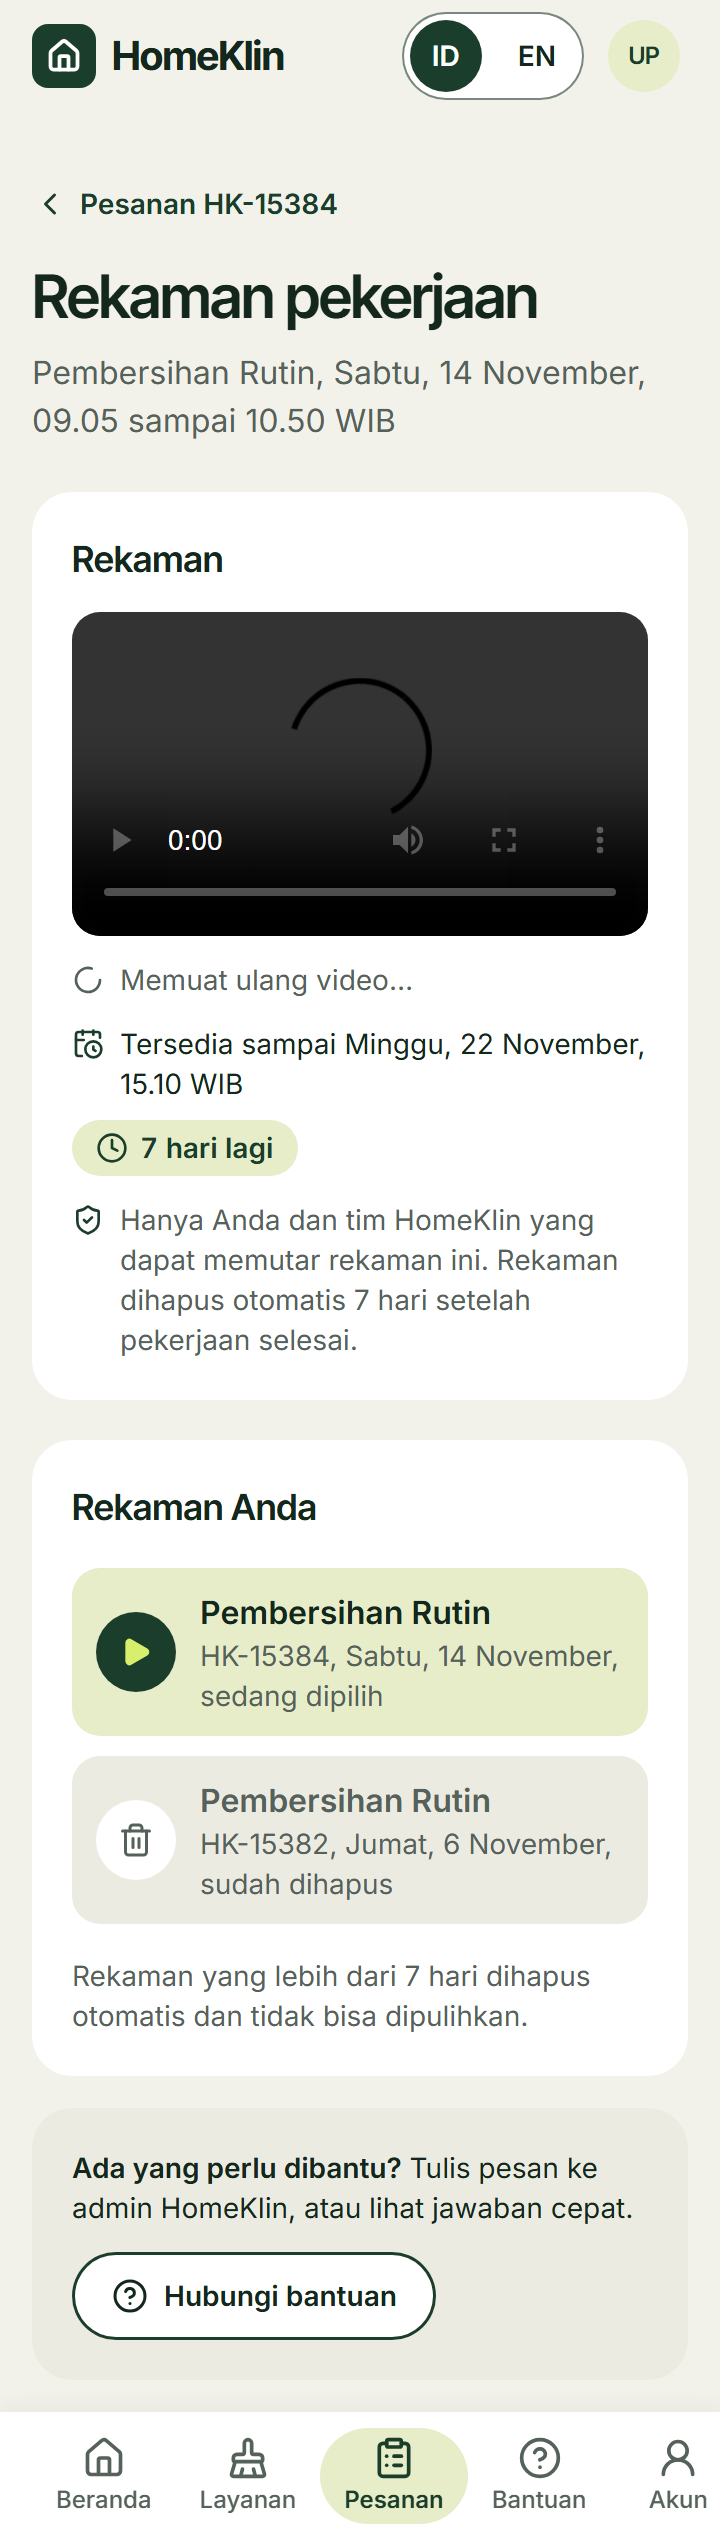 HomeKlin
ID EN UP
Pesanan HK-15384
Rekaman pekerjaan
Pembersihan Rutin, Sabtu, 14 November,
09.05 sampai 10.50 WIB
Rekaman
0:00
Memuat ulang video...
Tersedia sampai Minggu, 22 November,
15.10 WIB
7 hari lagi
Hanya Anda dan tim HomeKlin yang
dapat memutar rekaman ini. Rekaman
dihapus otomatis 7 hari setelah
pekerjaan selesai.
Rekaman Anda
Pembersihan Rutin
HK-15384, Sabtu, 14 November,
sedang dipilih
Pembersihan Rutin
HK-15382, Jumat, 6 November,
sudah dihapus
Rekaman yang lebih dari 7 hari dihapus
otomatis dan tidak bisa dipulihkan.
Ada yang perlu dibantu? Tulis pesan ke
admin HomeKlin, atau lihat jawaban cepat.
Hubungi bantuan
Beranda Layanan Pesanan Bantuan Akun